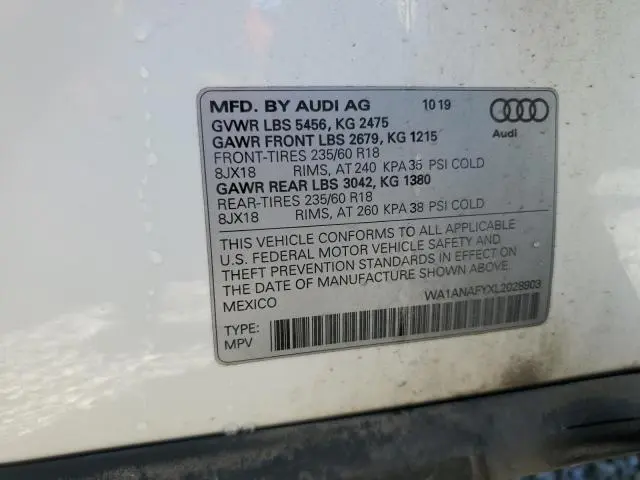 MFD. BY AUDI AG 10 19
GVWR LBS 5456, KG 2475
GAWR FRONT LBS 2679, KG 1215
FRONT-TIRES 235/60 R18
8JX18 RIMS, AT 240 KPA 35 PSI COLD
GAWR REAR LBS 3042, KG 1380
REAR-TIRES 235/60 R18
8JX18 RIMS, AT 260 KPA 38 PSI COLD
Audi
THIS VEHICLE CONFORMS TO ALL APPLICABLE
U.S. FEDERAL MOTOR VEHICLE SAFETY AND
THEFT PREVENTION STANDARDS IN EFFECT ON
THE DATE OF MANUFACTURE SHOWN ABOVE.
MEXICO
WA1ANAFYXL2028903
TYPE:
MPV